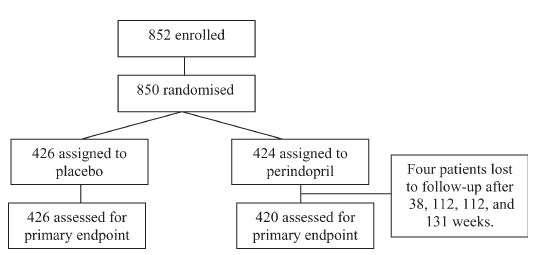 852 enrolled
850 randomised
426 assigned to
placebo
424 assigned to
perindopril
Four patients lost
to follow-up after
38, 112, 112, and
131 weeks.
426 assessed for
primary endpoint
420 assessed for
primary endpoint